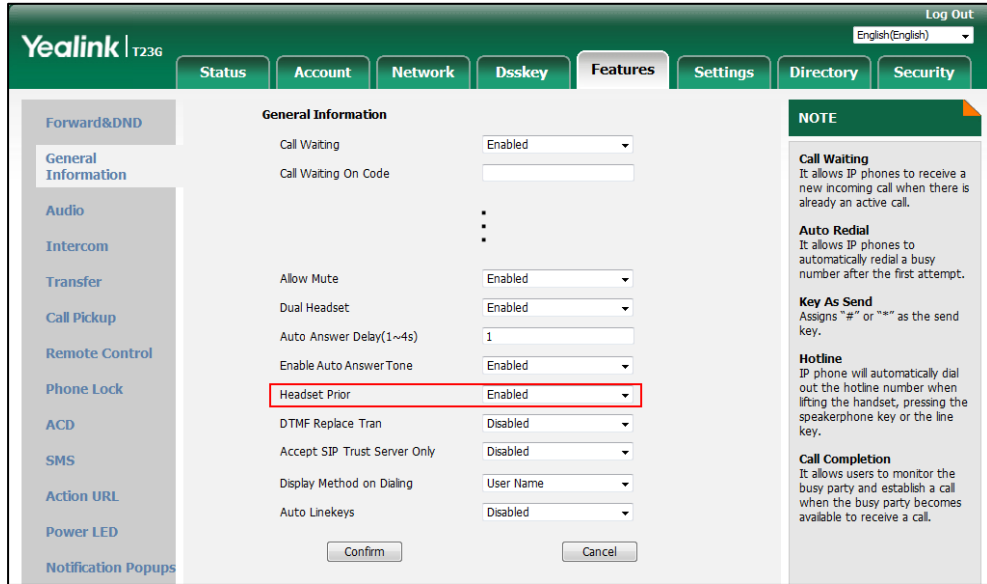 Log Out
Yealink T23G
English(English)
Status Account Network Dsskey Features Settings Directory Security
Forward&DND
General
Information
Audio
Intercom
Transfer
Call Pickup
Remote Control
Phone Lock
ACD
SMS
Action URL
Power LED
Notification Popups
General Information
Call Waiting Enabled
Call Waiting On Code
Allow Mute Enabled
Dual Headset Enabled
Auto Answer Delay(1~4s) 1
Enable Auto Answer Tone Enabled
Headset Prior Enabled
DTMF Replace Tran Disabled
Accept SIP Trust Server Only Disabled
Display Method on Dialing User Name
Auto Linekeys Disabled
Confirm Cancel
NOTE
Call Waiting
It allows IP phones to receive a
new incoming call when there is
already an active call.
Auto Redial
It allows IP phones to
automatically redial a busy
number after the first attempt.
Key As Send
Assigns "#" or "*" as the send
key.
Hotline
IP phone will automatically dial
out the hotline number when
lifting the handset, pressing the
speakerphone key or the line
key.
Call Completion
It allows users to monitor the
busy party and establish a call
when the busy party becomes
available to receive a call.